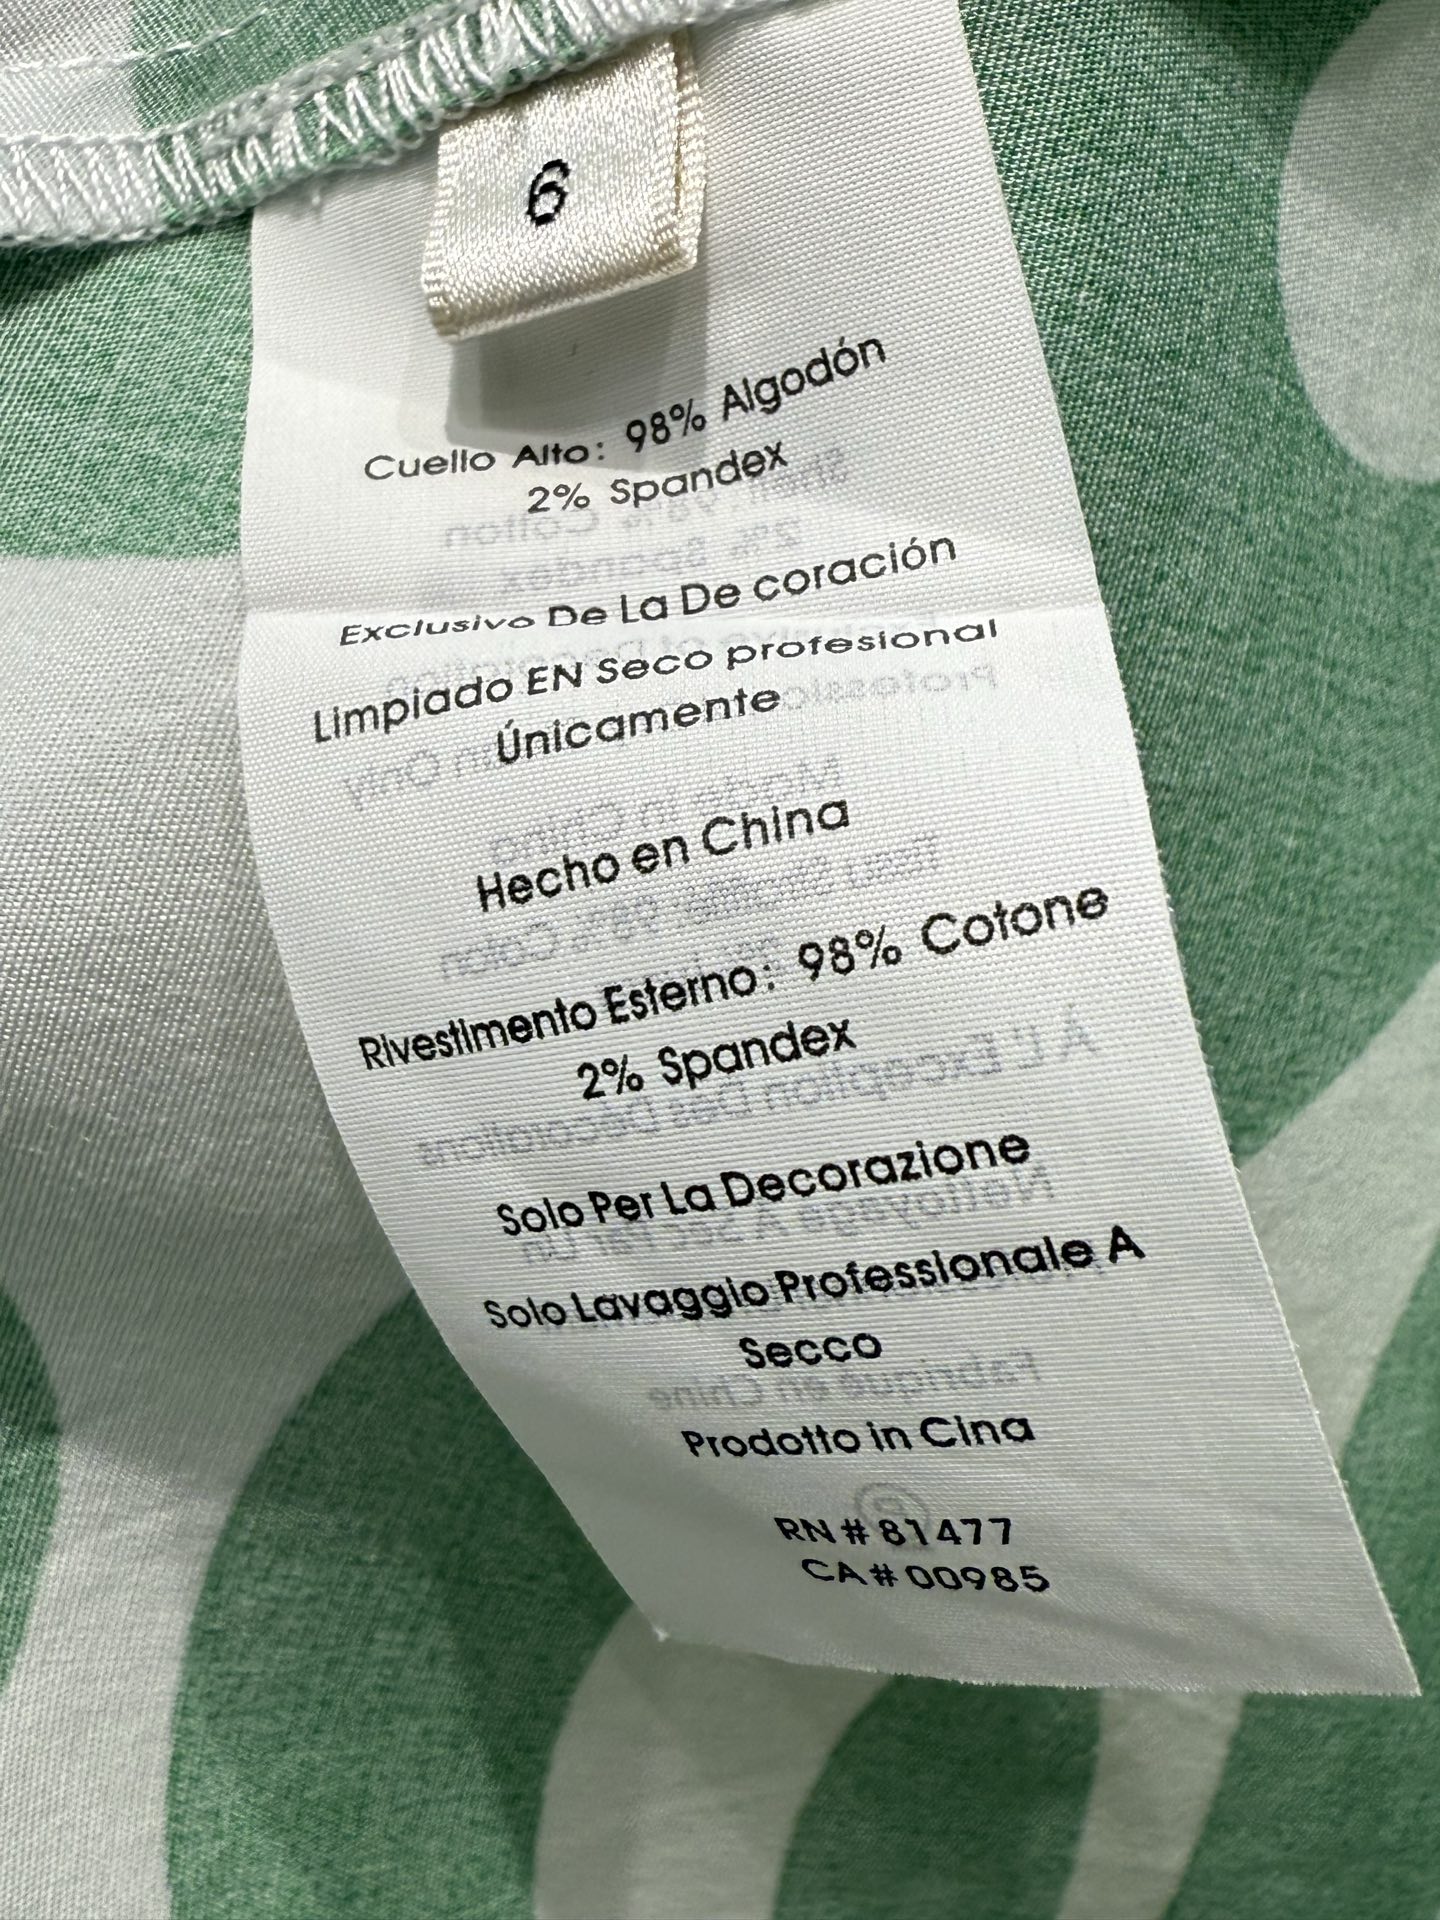 6
Cuello Alto: 98% Algodón
2% Spandex
Exclusivo De La De coración
Limpiado EN Seco profesional
Únicamente
Hecho en China
Rivestimento Esterno: 98% Cotone
2% Spandex
Solo Per La Decorazione
Solo Lavaggio Professionale A
Secco
Prodotto in Cina
RN # 81477
CA # 00985